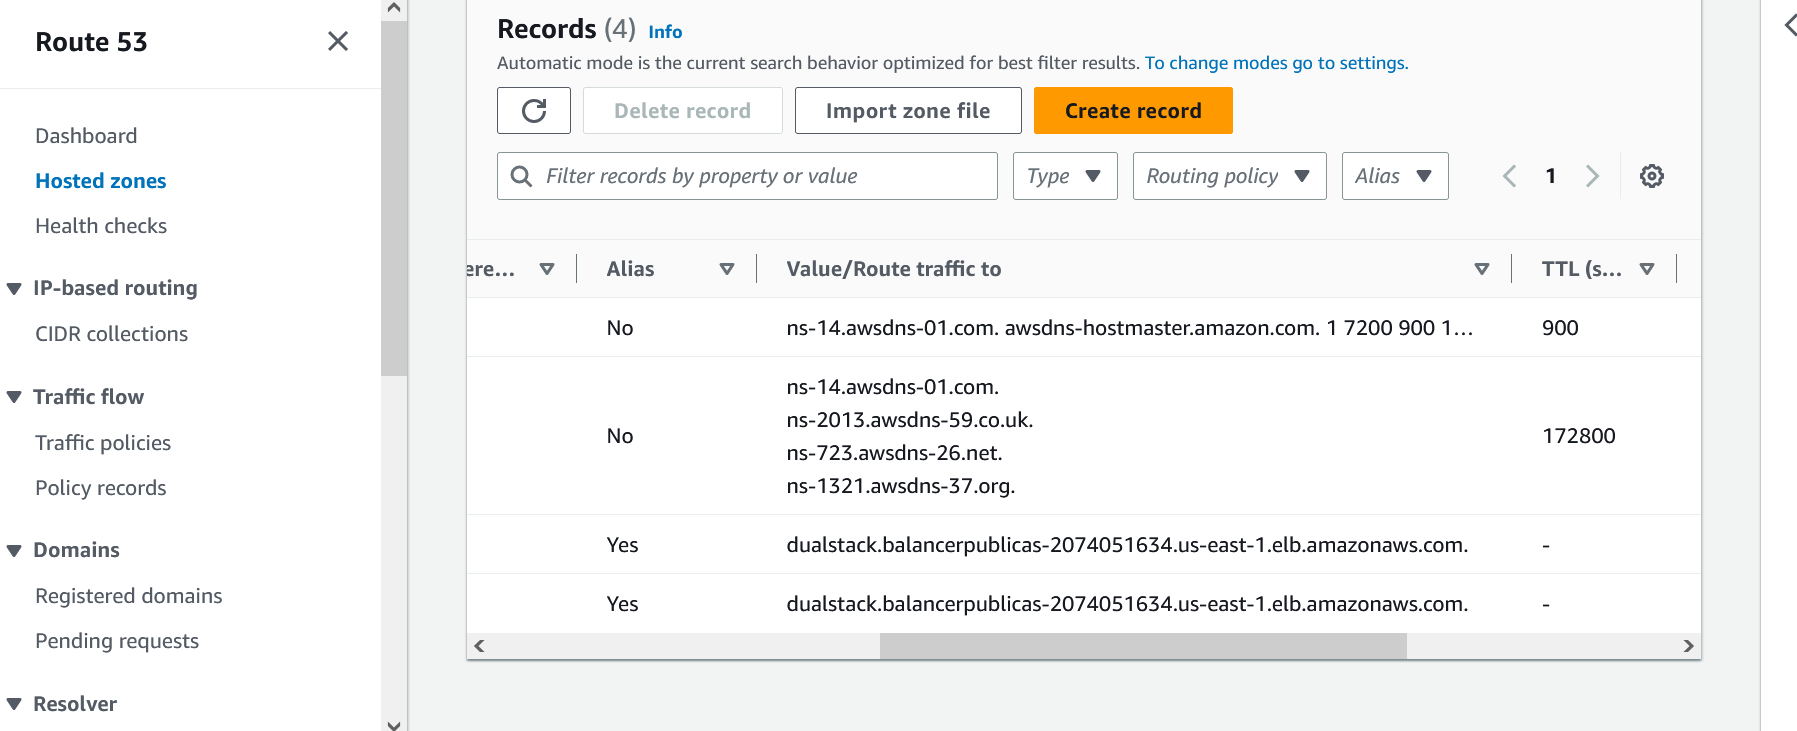 Route 53
Dashboard
Hosted zones
Health checks
IP-based routing
CIDR collections
Traffic flow
Traffic policies
Policy records
Domains
Registered domains
Pending requests
Resolver
Records (4) Info
Automatic mode is the current search behavior optimized for best filter results. To change modes go to settings.
Delete record Import zone file Create record
Filter records by property or value Type Routing policy Alias 1
ere... Alias Value/Route traffic to TTL (s...
No ns-14.awsdns-01.com. awsdns-hostmaster.amazon.com. 1 7200 900 1... 900
ns-14.awsdns-01.com.
ns-2013.awsdns-59.co.uk.
No 172800
ns-723.awsdns-26.net.
ns-1321.awsdns-37.org.
Yes dualstack.balancerpublicas-2074051634.us-east-1.elb.amazonaws.com. -
Yes dualstack.balancerpublicas-2074051634.us-east-1.elb.amazonaws.com. -